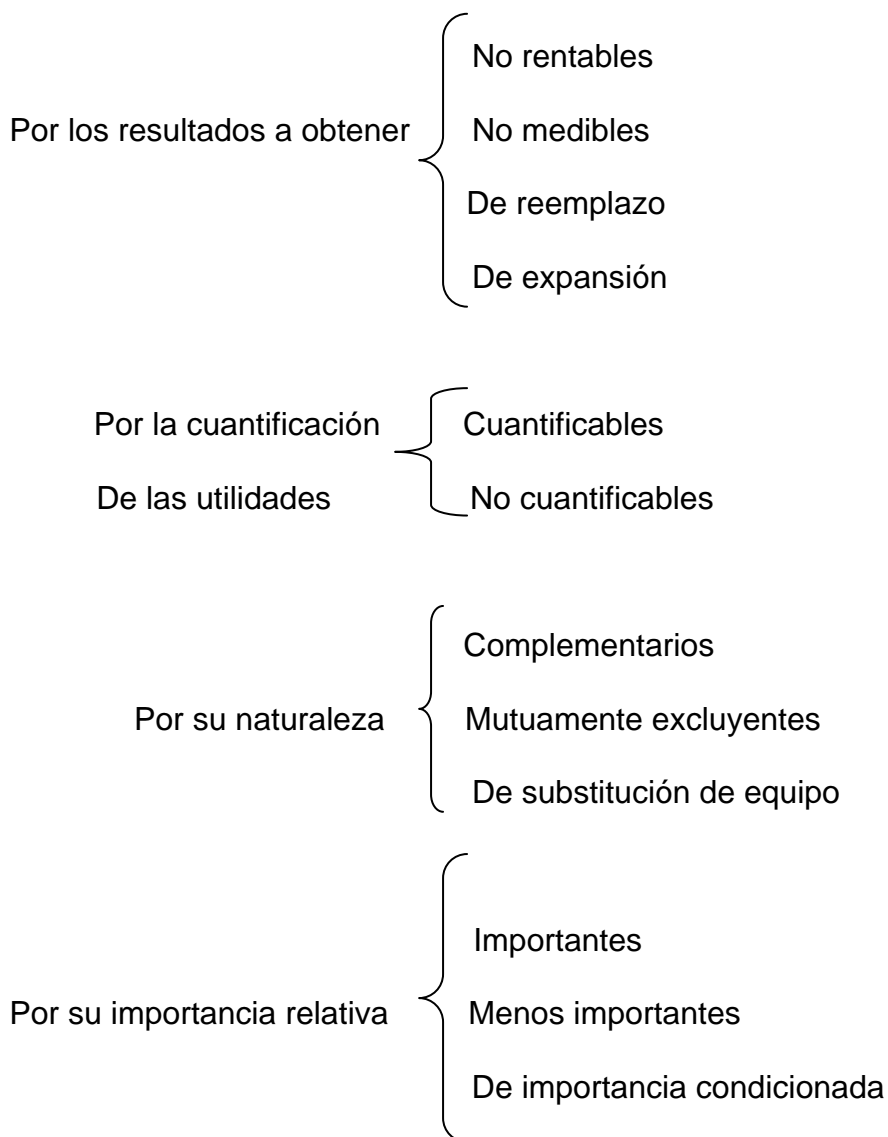 Por los resultados a obtener
No rentables
No medibles
De reemplazo
De expansión
Por la cuantificación
De las utilidades
Cuantificables
No cuantificables
Por su naturaleza
Complementarios
Mutuamente excluyentes
De substitución de equipo
Por su importancia relativa
Importantes
Menos importantes
De importancia condicionada